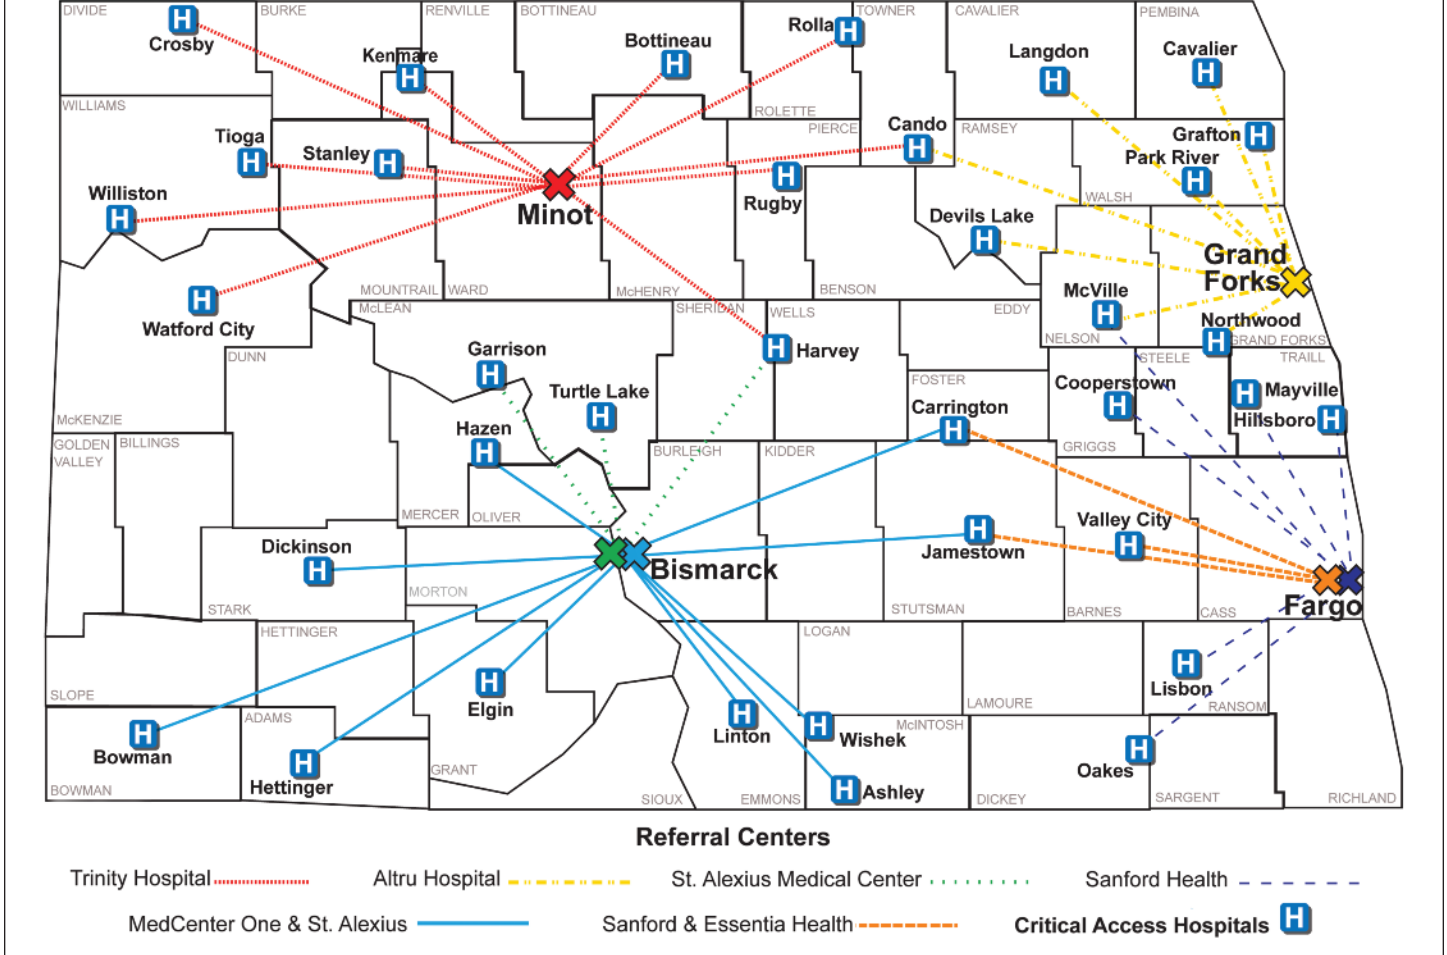 DIVIDE
BURKE
RENVILLE
BOTTINEAU
TOWNER
CAVALIER
PEMBINA
H
Crosby
Rolla H
Kenmare
H
Bottineau
H
Langdon
H
Cavalier
H
WILLIAMS
ROLETTE
PIERCE
RAMSEY
Cando
H
Grafton H
Tioga
H
Stanley H
Park River
H
Rugby
H
WALSH
Williston
H
Minot
Devils Lake
H
Grand
Forks
MOUNTRAIL
WARD
McHENRY
BENSON
H
Watford City
McLEAN
SHERIDAN
WELLS
EDDY
McVille
H
Northwood
H
NELSON
GRAND FORKS
DUNN
Garrison
H
H Harvey
STEELE
TRAILL
Turtle Lake
H
FOSTER
Carrington
H
Cooperstown
H
H Mayville
Hillsboro H
McKENZIE
GOLDEN
VALLEY
BILLINGS
Hazen
H
BURLEIGH
KIDDER
GRIGGS
MERCER
OLIVER
Dickinson
H
Bismarck
H
Jamestown
Valley City
H
Fargo
MORTON
STARK
STUTSMAN
BARNES
CASS
HETTINGER
LOGAN
SLOPE
H
Elgin
LAMOURE
H
Lisbon
RANSOM
H
Bowman
ADAMS
H
Hettinger
H
Linton
H Wishek
McINTOSH
H
Oakes
GRANT
H Ashley
BOWMAN
SIOUX
EMMONS
DICKEY
SARGENT
RICHLAND
Referral Centers
Trinity Hospital
Altru Hospital
St. Alexius Medical Center
Sanford Health
MedCenter One & St. Alexius
Sanford & Essentia Health
Critical Access Hospitals H